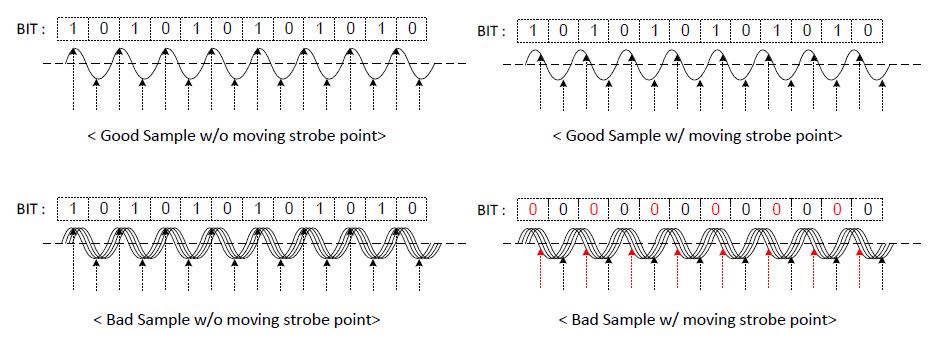 BIT : 1 0 1 0 1 0 1 0 1 0 1 0
< Good Sample w/o moving strobe point>
BIT : 1 0 1 0 1 0 1 0 1 0 1 0
< Good Sample w/ moving strobe point>
BIT : 1 0 1 0 1 0 1 0 1 0 1 0
< Bad Sample w/o moving strobe point>
BIT : 0 0 0 0 0 0 0 0 0 0 0 0
< Bad Sample w/ moving strobe point>